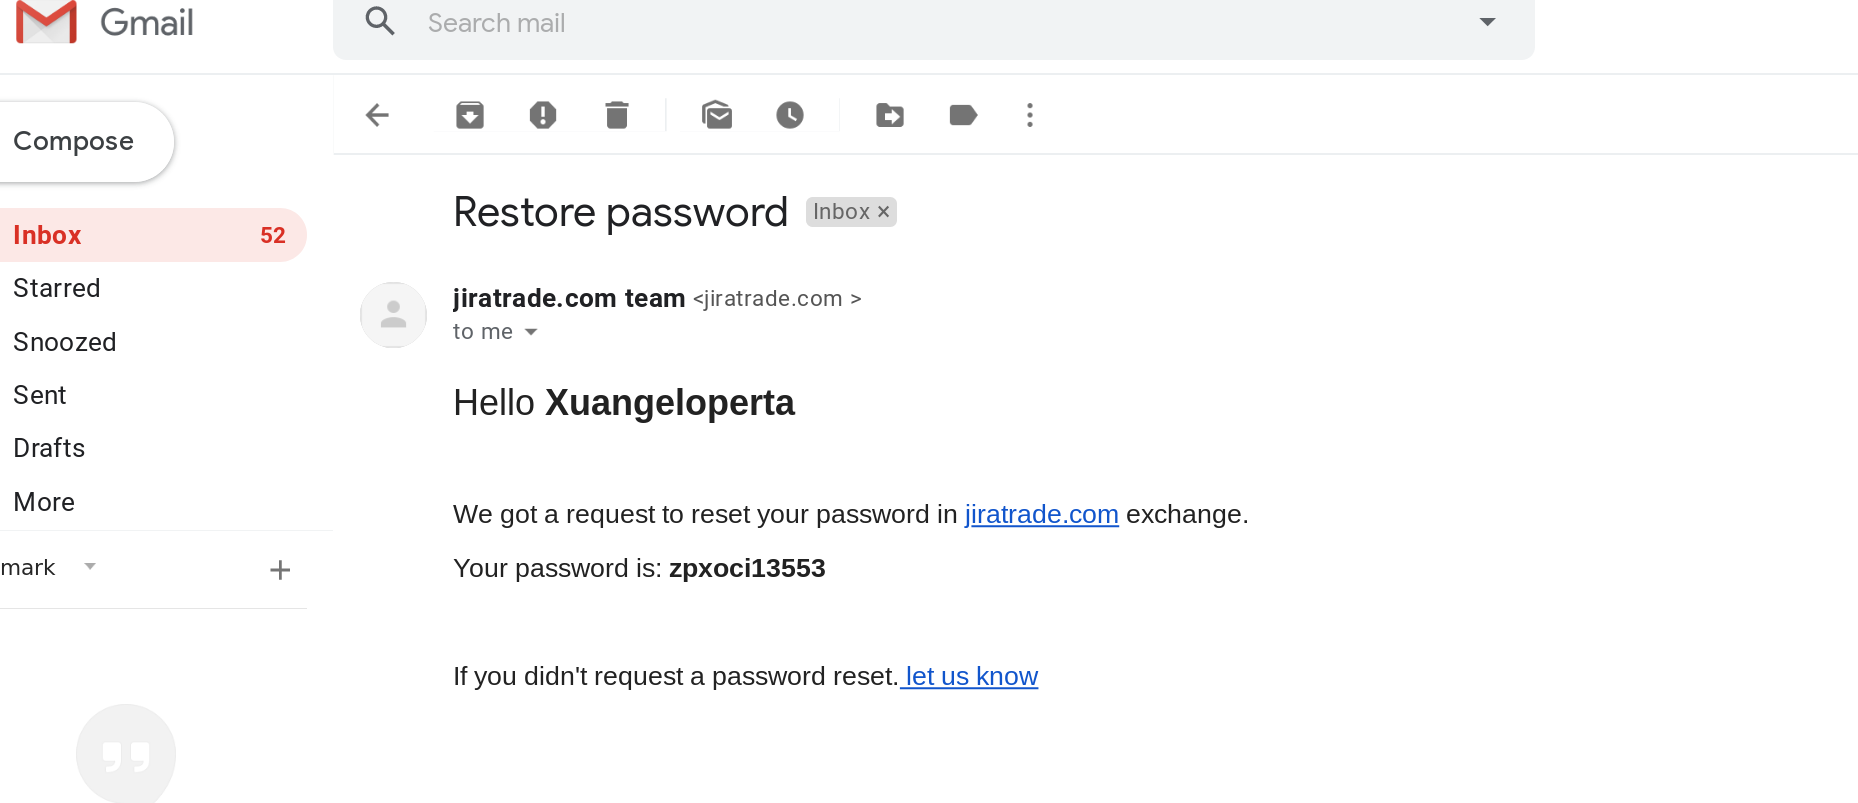 Gmail
Search mail
Compose
Restore password Inbox ×
Inbox 52
Starred
Snoozed
Sent
Drafts
More
mark
jiratrade.com team <jiratrade.com >
to me
Hello Xuangeloperta
We got a request to reset your password in jiratrade.com exchange.
Your password is: zpxoci13553
If you didn't request a password reset. let us know